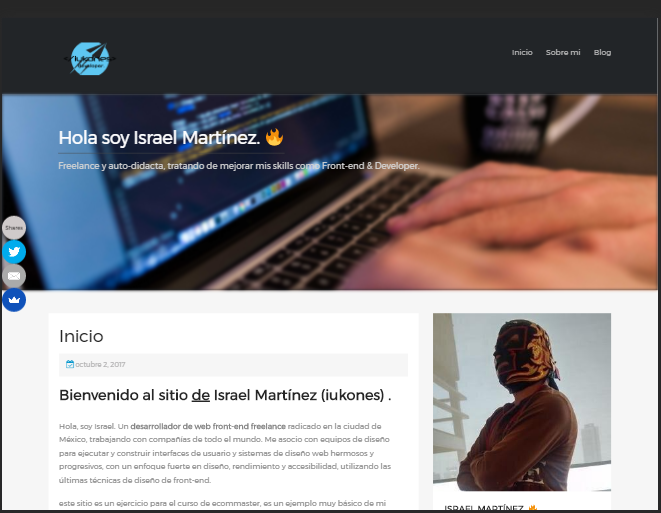 iukones
developer
Inicio Sobre mi Blog
Hola soy Israel Martínez. 🔥
Freelance y auto-didacta, tratando de mejorar mis skills como Front-end & Developer.
Shares
Inicio
octubre 2, 2017
Bienvenido al sitio de Israel Martínez (iukones) .
Hola, soy Israel. Un desarrollador de web front-end freelance radicado en la ciudad de
México, trabajando con compañías de todo el mundo. Me asocio con equipos de diseño
para ejecutar y construir interfaces de usuario y sistemas de diseño web hermosos y
progresivos, con un enfoque fuerte en diseño, rendimiento y accesibilidad, utilizando las
últimas técnicas de diseño de front-end.
este sitio es un ejercicio para el curso de ecommaster, es un ejemplo muy básico de mi
ISRAEL MARTÍNEZ 🔥